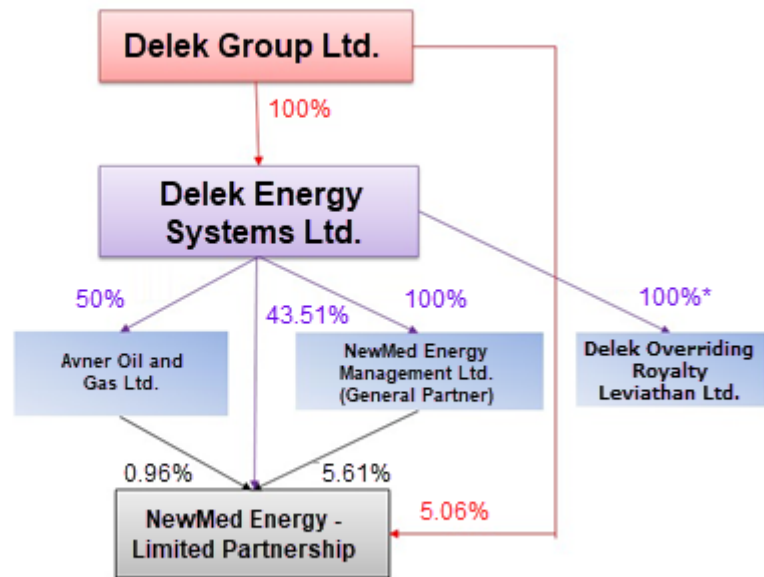 Delek Group Ltd.
100%
Delek Energy
Systems Ltd.
50%
43.51%
100%
100%*
Avner Oil and
Gas Ltd.
NewMed Energy
Management Ltd.
(General Partner)
Delek Overriding
Royalty
Leviathan Ltd.
0.96%
5.61%
5.06%
NewMed Energy -
Limited Partnership